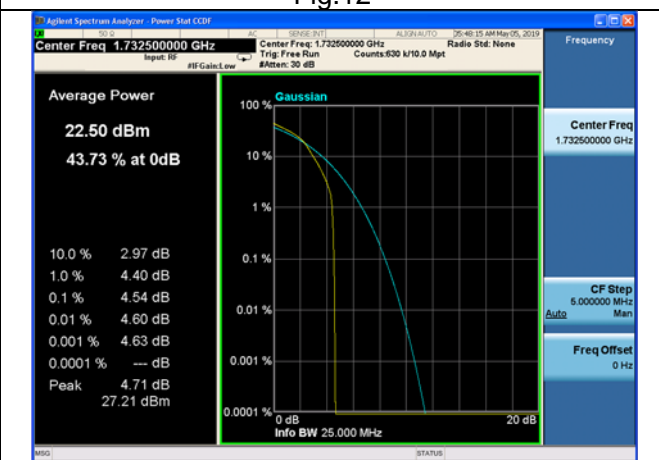 Fig.12
Agilent Spectrum Analyzer - Power Stat CCDF
50 Ω AC SENSE:INT ALIGN AUTO 05:48:15 AM May 05, 2019
Center Freq 1.732500000 GHz
Input: RF
#IFGain:Low
Center Freq: 1.732500000 GHz
Trig: Free Run Counts:630 k/10.0 Mpt
#Atten: 30 dB
Radio Std: None
Frequency
Average Power
22.50 dBm
43.73 % at 0dB
10.0 % 2.97 dB
1.0 % 4.40 dB
0.1 % 4.54 dB
0.01 % 4.60 dB
0.001 % 4.63 dB
0.0001 % --- dB
Peak 4.71 dB
27.21 dBm
Gaussian
100 %
10 %
1 %
0.1 %
0.01 %
0.001 %
0.0001 %
0 dB 20 dB
Info BW 25.000 MHz
Center Freq
1.732500000 GHz
CF Step
5.000000 MHz
Auto Man
Freq Offset
0 Hz
MSG STATUS